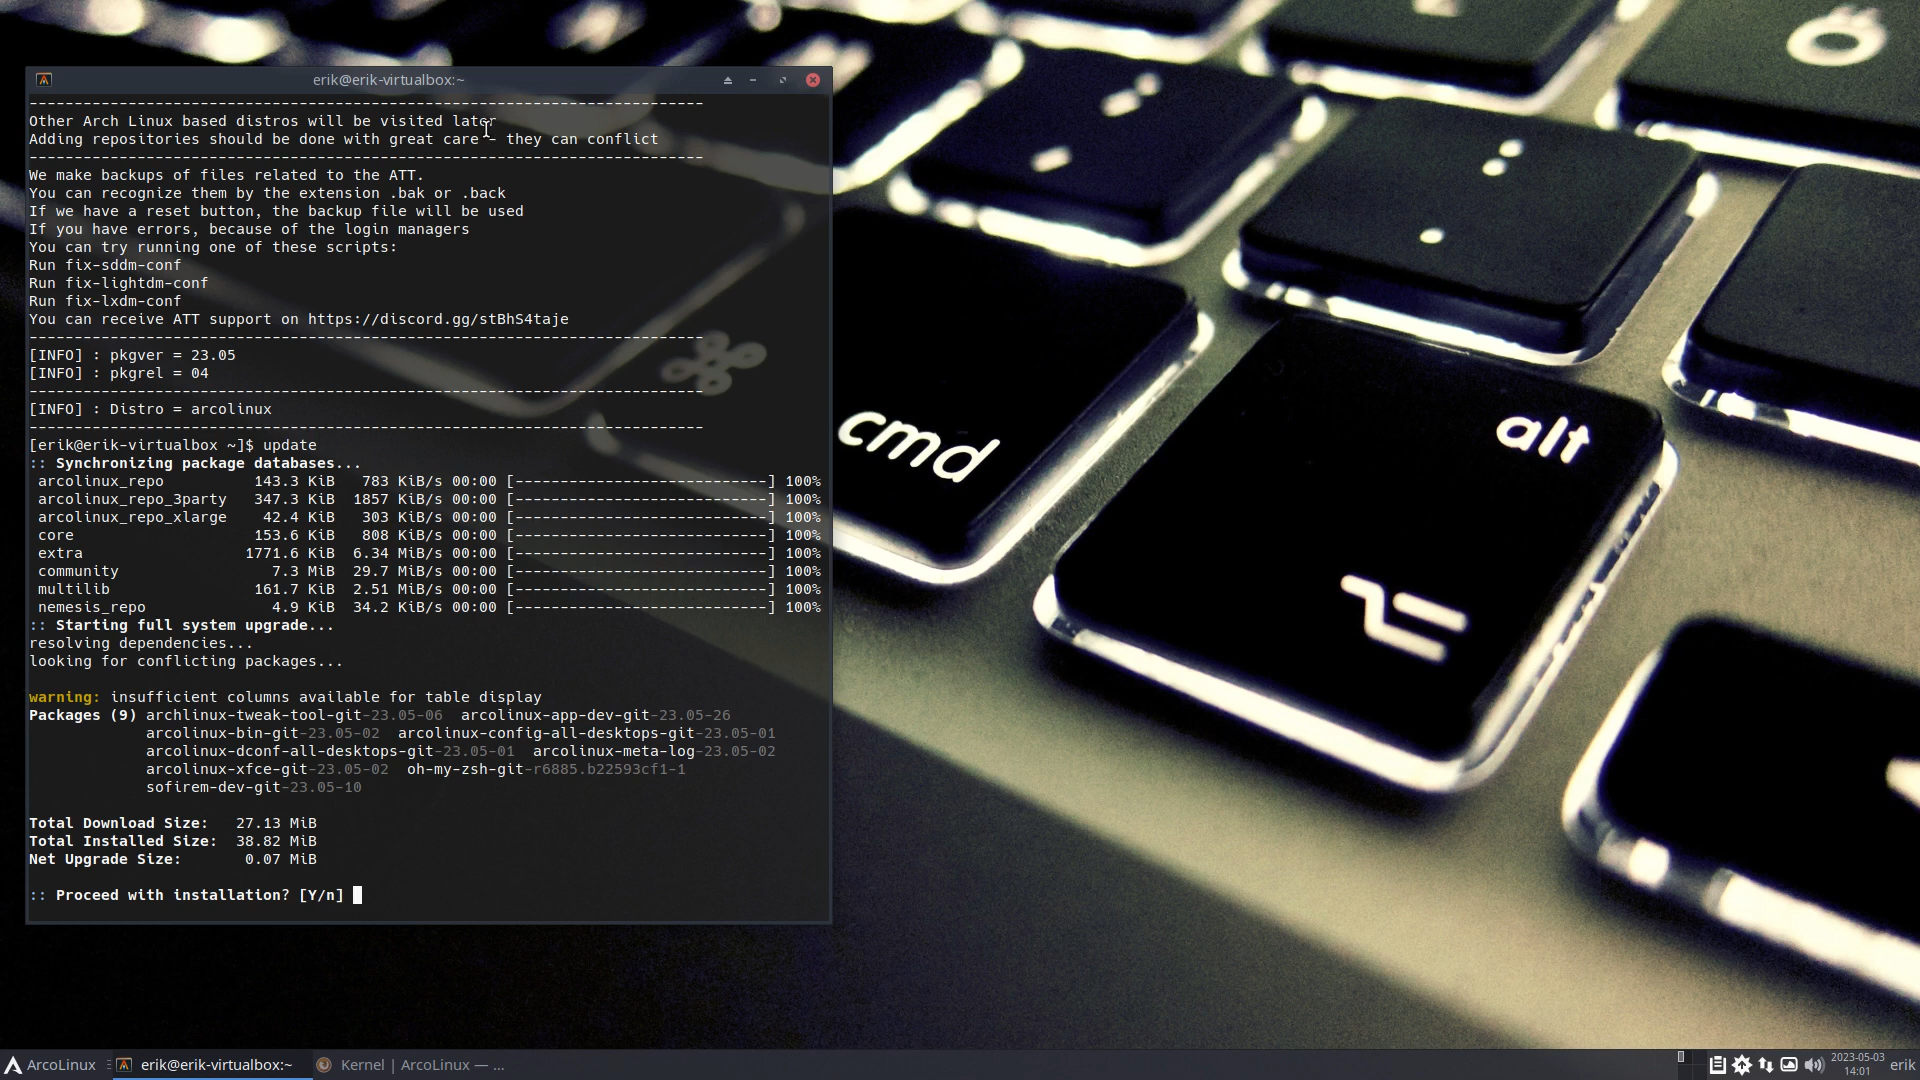 erik@erik-virtualbox:~
--------------------------------------------------------------------------
Other Arch Linux based distros will be visited later
Adding repositories should be done with great care - they can conflict
--------------------------------------------------------------------------
We make backups of files related to the ATT.
You can recognize them by the extension .bak or .back
If we have a reset button, the backup file will be used
If you have errors, because of the login managers
You can try running one of these scripts:
Run fix-sddm-conf
Run fix-lightdm-conf
Run fix-lxdm-conf
You can receive ATT support on https://discord.gg/stBhS4taje
--------------------------------------------------------------------------
[INFO] : pkgver = 23.05
[INFO] : pkgrel = 04
--------------------------------------------------------------------------
[INFO] : Distro = arcolinux
--------------------------------------------------------------------------
[erik@erik-virtualbox ~]$ update
:: Synchronizing package databases...
arcolinux_repo 143.3 KiB 783 KiB/s 00:00 [----------------------------] 100%
arcolinux_repo_3party 347.3 KiB 1857 KiB/s 00:00 [----------------------------] 100%
arcolinux_repo_xlarge 42.4 KiB 303 KiB/s 00:00 [----------------------------] 100%
core 153.6 KiB 808 KiB/s 00:00 [----------------------------] 100%
extra 1771.6 KiB 6.34 MiB/s 00:00 [----------------------------] 100%
community 7.3 MiB 29.7 MiB/s 00:00 [----------------------------] 100%
multilib 161.7 KiB 2.51 MiB/s 00:00 [----------------------------] 100%
nemesis_repo 4.9 KiB 34.2 KiB/s 00:00 [----------------------------] 100%
:: Starting full system upgrade...
resolving dependencies...
looking for conflicting packages...
warning: insufficient columns available for table display
Packages (9) archlinux-tweak-tool-git-23.05-06 arcolinux-app-dev-git-23.05-26
arcolinux-bin-git-23.05-02 arcolinux-config-all-desktops-git-23.05-01
arcolinux-dconf-all-desktops-git-23.05-01 arcolinux-meta-log-23.05-02
arcolinux-xfce-git-23.05-02 oh-my-zsh-git-r6885.b22593cf1-1
sofirem-dev-git-23.05-10
Total Download Size: 27.13 MiB
Total Installed Size: 38.82 MiB
Net Upgrade Size: 0.07 MiB
:: Proceed with installation? [Y/n]
cmd
alt
ArcoLinux
erik@erik-virtualbox:~
Kernel | ArcoLinux — ...
2023-05-03
14:01
erik